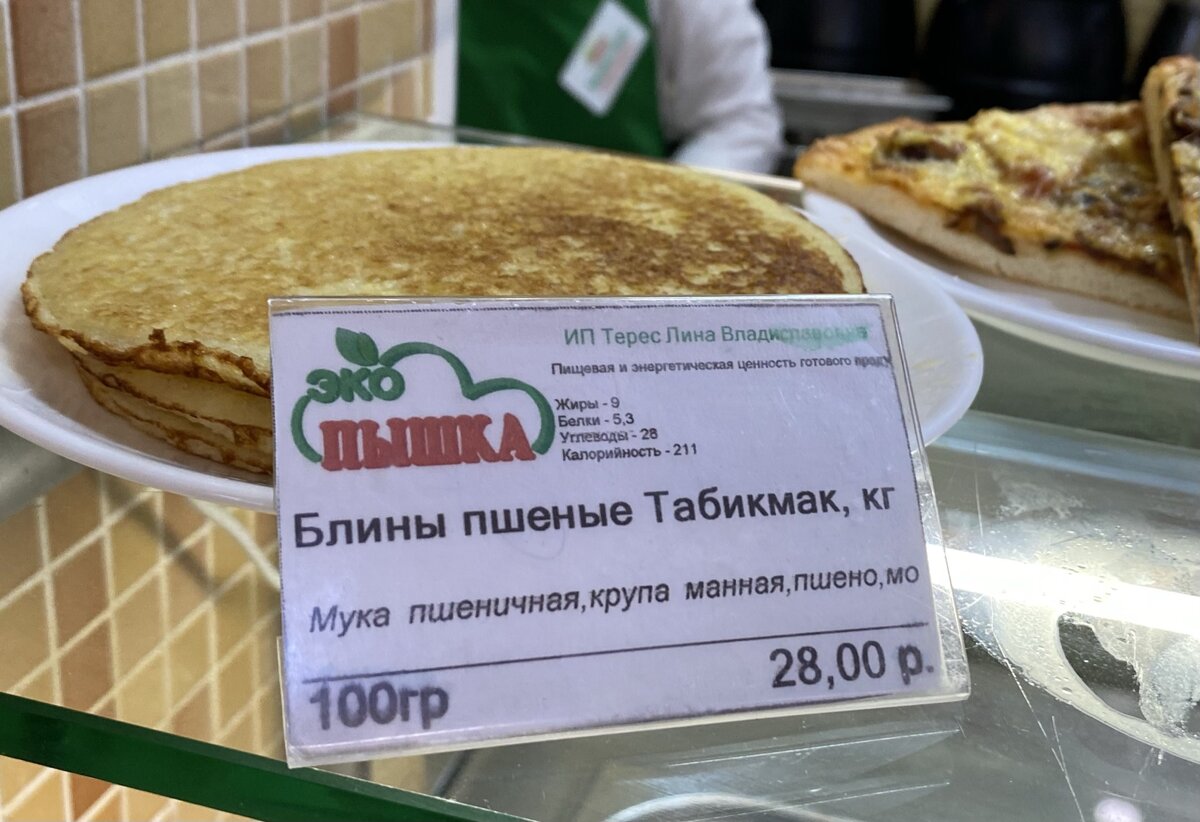 ЭКО
ПЫШКА
ИП Терес Лина Владиславовна
Пищевая и энергетическая ценность готового проду
Жиры - 9
Белки - 5,3
Углеводы - 28
Калорийность - 211
Блины пшеные Табикмак, кг
Мука пшеничная,крупа манная,пшено,мо
100гр
28,00 р.